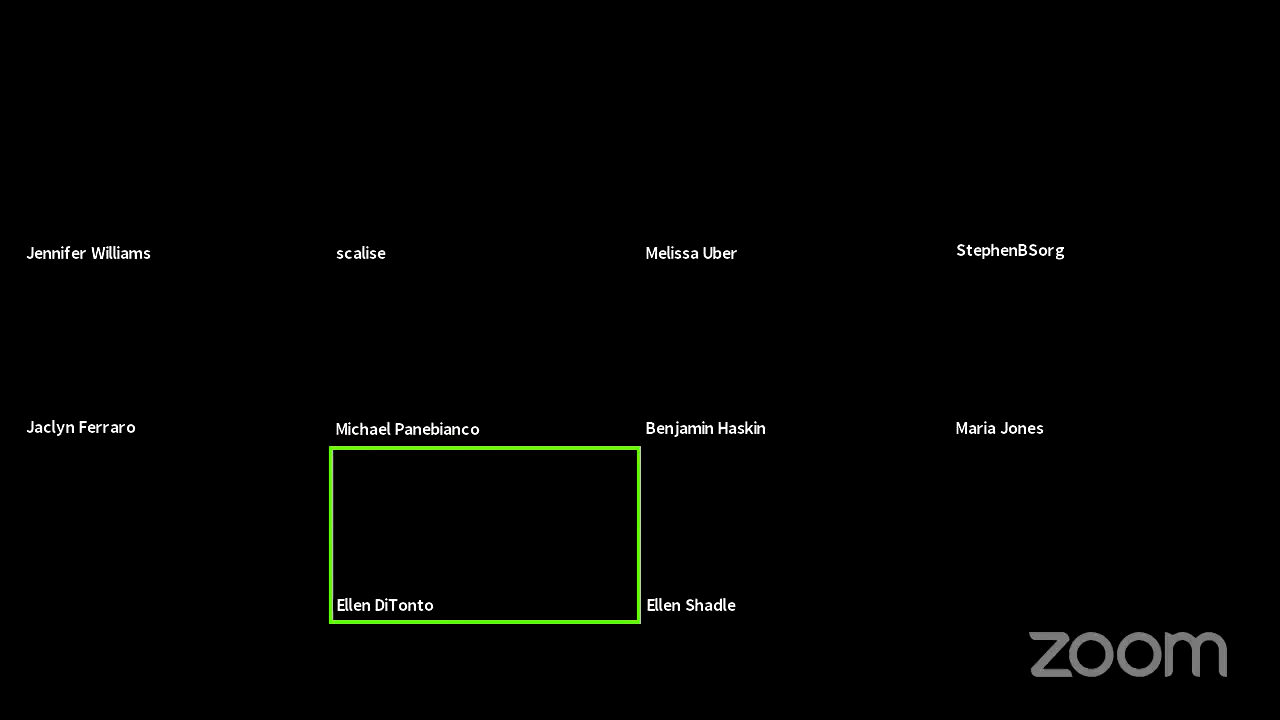 Jennifer Williams
scalise
Melissa Uber
StephenBSorg
Jaclyn Ferraro
Michael Panebianco
Benjamin Haskin
Maria Jones
Ellen DiTonto
Ellen Shadle
zoom